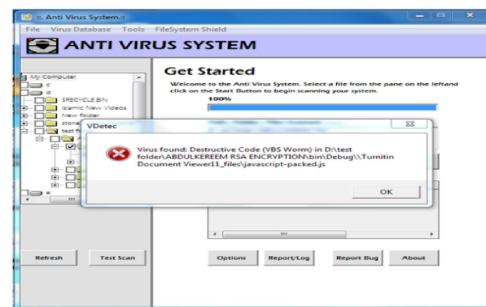 :: Anti Virus System::
File Virus Database Tools FileSystem Shield
ANTI VIRUS SYSTEM
My Computer
c:
d:
$RECYCLE.BIN
Islamic New Videos
New folder
test f
e:
Get Started
Welcome to the Anti Virus System. Select a file from the pane on the leftand
click on the Start Button to begin scanning your system.
100%
VDetec
Virus found: Destructive Code (VBS Worm) in D:\test
folder\ABDULKEREEM RSA ENCRYPTION\bin\Debug\\Turnitin
Document Viewer11_files\javascript-packed.js
OK
Refresh
Test Scan
Options
Report/Log
Report Bug
About